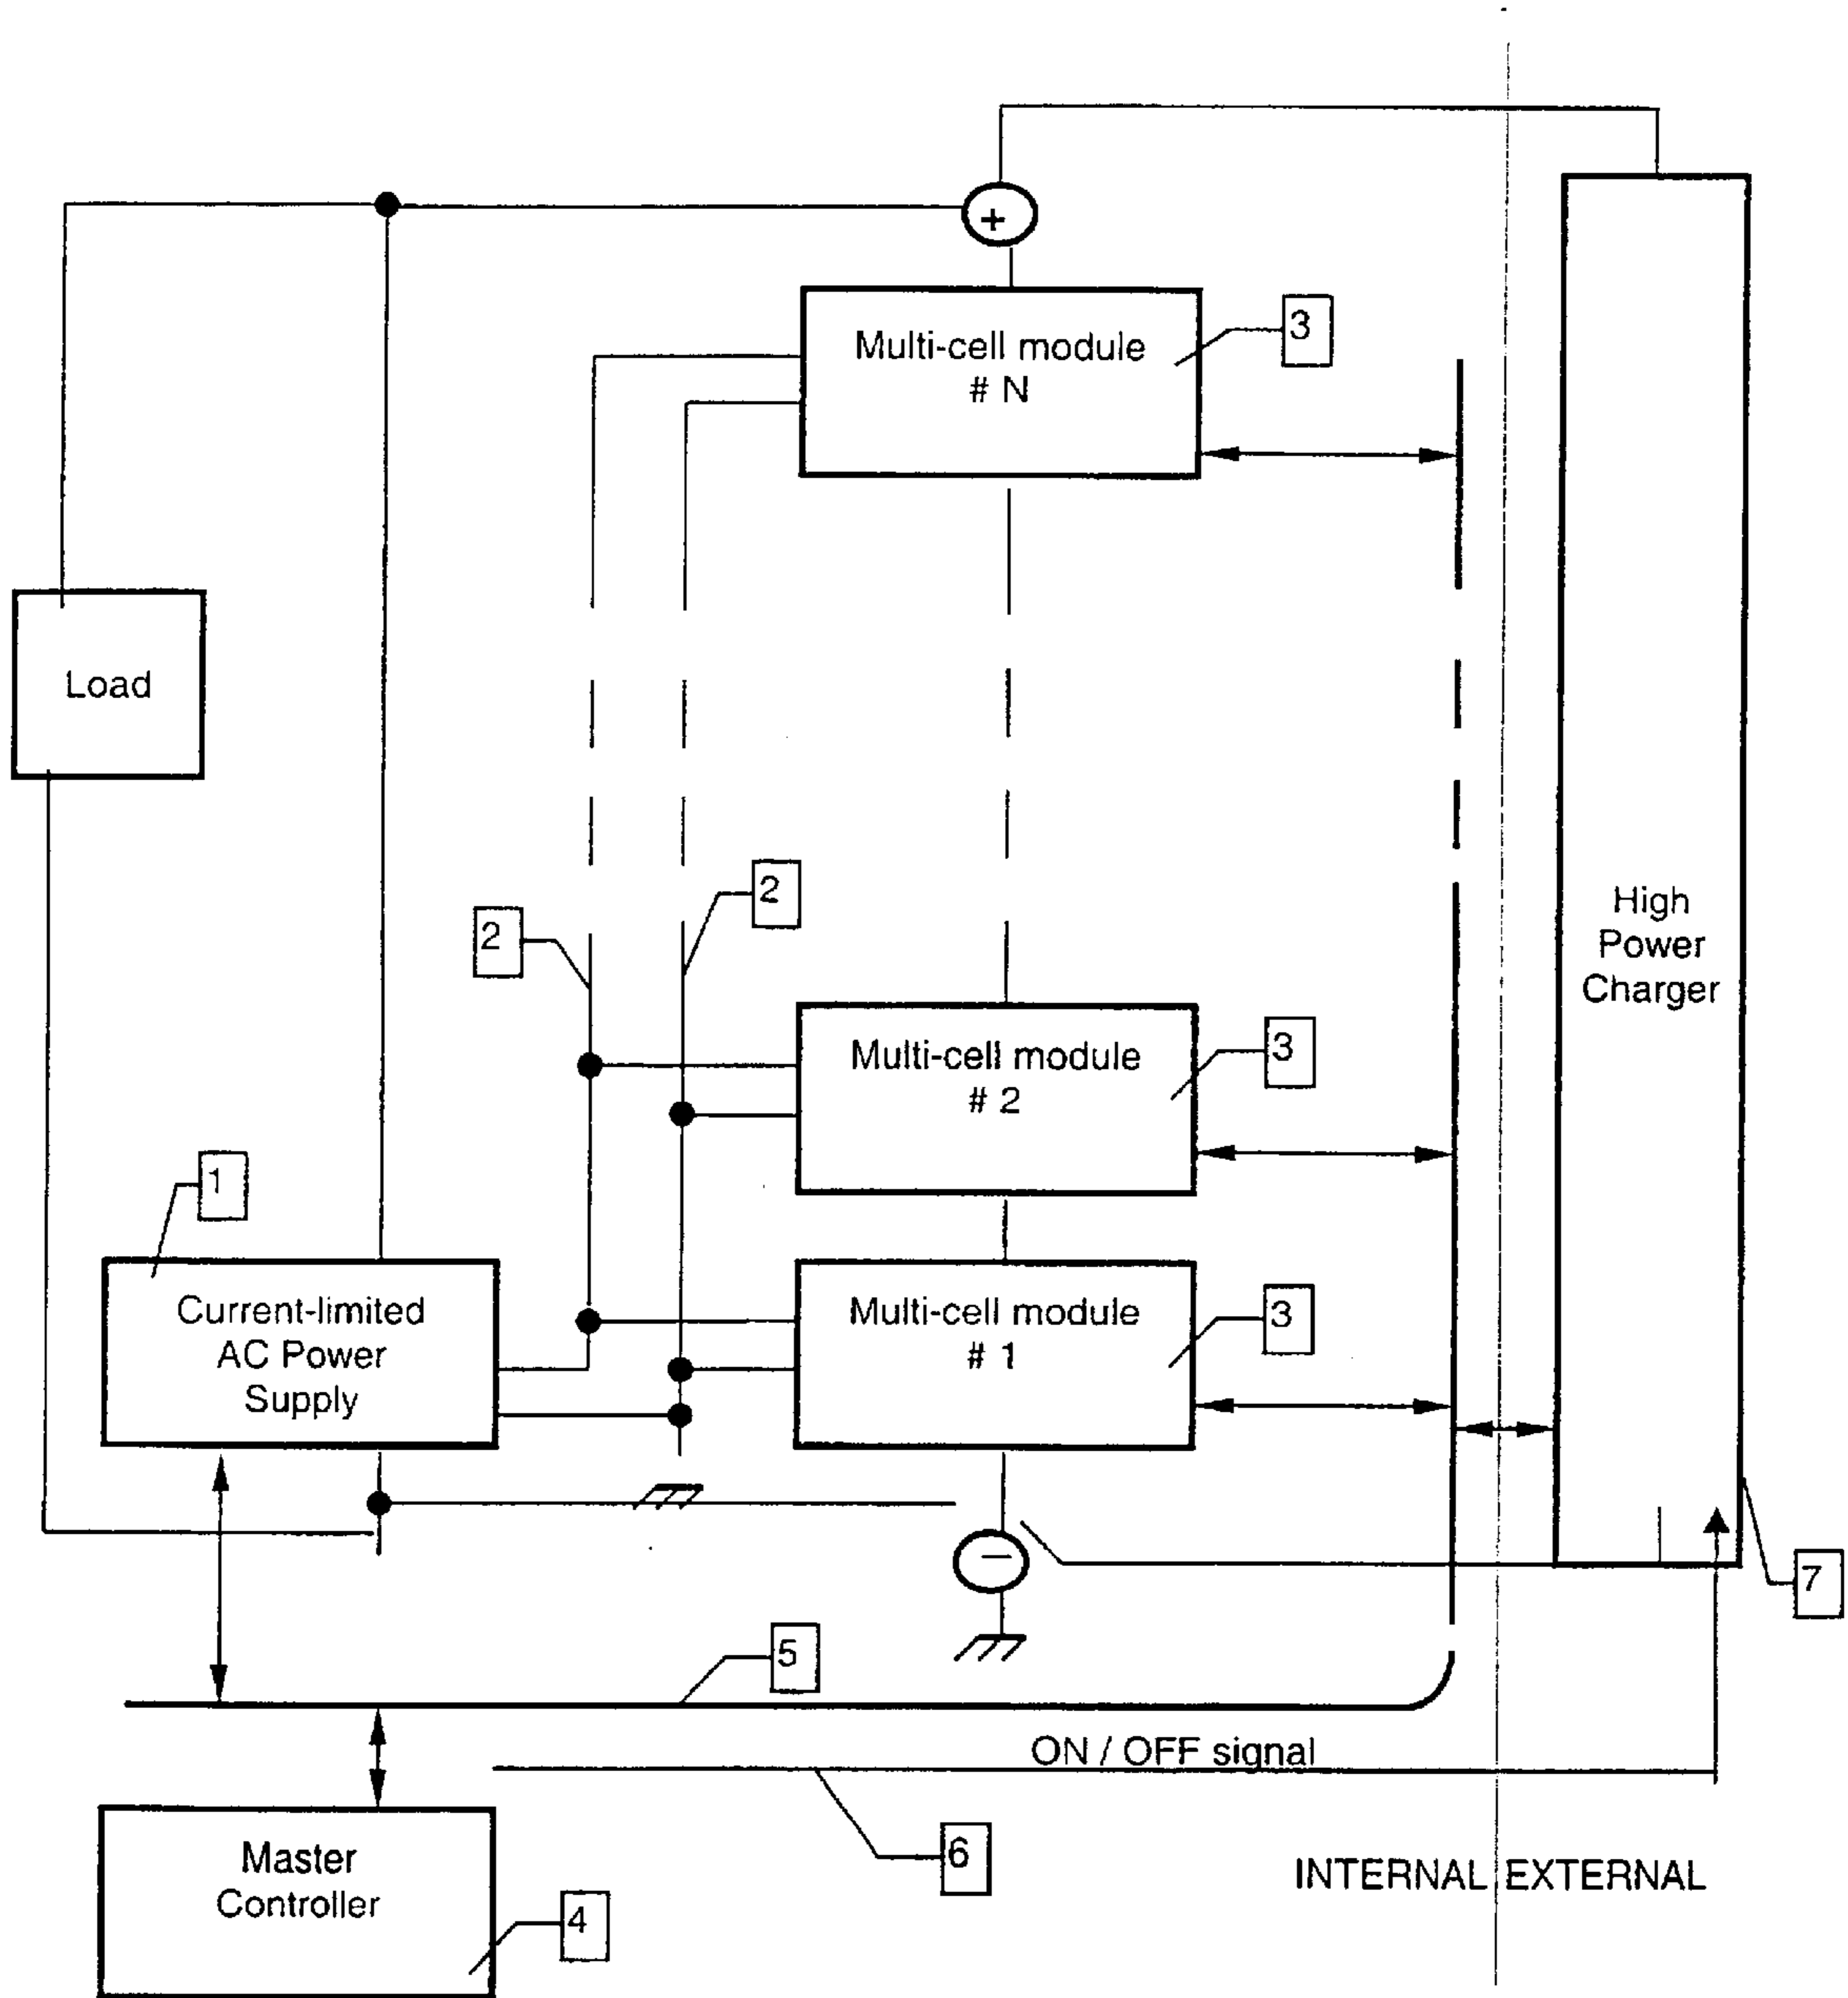 +
Multi-cell module
# N
3
Load
High
Power
Charger
2
2
Multi-cell module
# 2
3
1
Current-limited
AC Power
Supply
Multi-cell module
# 1
3
–
7
5
ON / OFF signal
6
INTERNAL EXTERNAL
Master
Controller
4